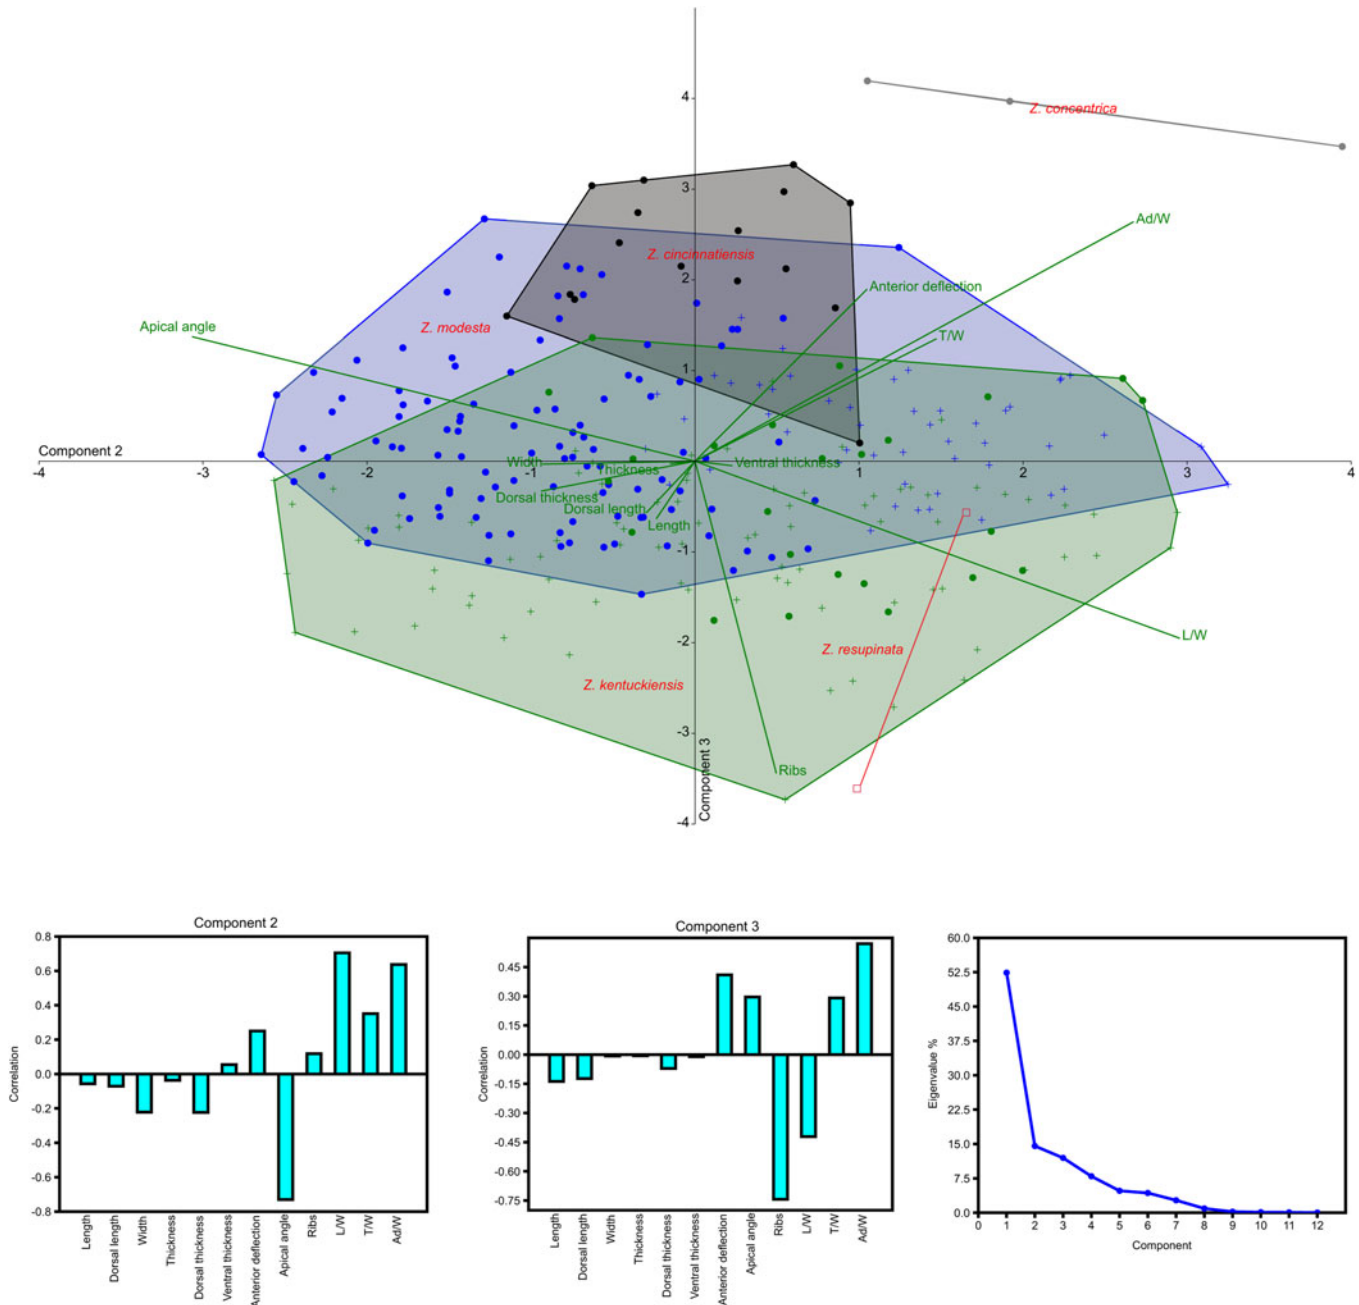 4
Z. concentrica
3
Ad/W
Z. cincinnatiensis
2
Anterior deflection
Apical angle
Z. modesta
T/W
1
Component 2
Width
Thickness
Ventral thickness
-4
-3
-2
-1
1
2
3
4
Dorsal thickness
Dorsal length
Length
-1
L/W
-2
Z. resupinata
Z. kentuckiensis
-3
Component 3
Ribs
-4
Component 2
0.8
0.6
0.4
0.2
0.0
-0.2
-0.4
-0.6
-0.8
Correlation
Length
Dorsal length
Width
Thickness
Dorsal thickness
Ventral thickness
Anterior deflection
Apical angle
Ribs
L/W
T/W
Ad/W
Component 3
0.45
0.30
0.15
0.00
-0.15
-0.30
-0.45
-0.60
-0.75
Correlation
Length
Dorsal length
Width
Thickness
Dorsal thickness
Ventral thickness
Anterior deflection
Apical angle
Ribs
L/W
T/W
Ad/W
60.0
52.5
45.0
37.5
30.0
22.5
15.0
7.5
0.0
Eigenvalue %
0 1 2 3 4 5 6 7 8 9 10 11 12
Component